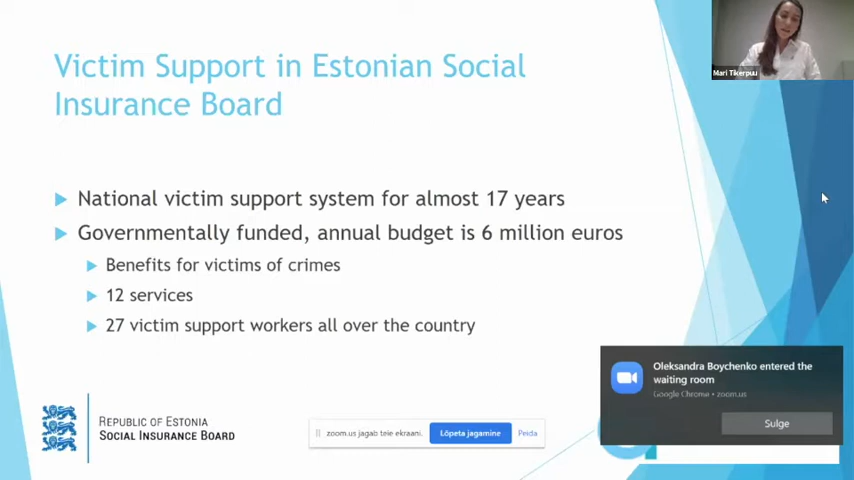 Mari Tikerpuu
Victim Support in Estonian Social
Insurance Board
National victim support system for almost 17 years
Governmentally funded, annual budget is 6 million euros
Benefits for victims of crimes
12 services
27 victim support workers all over the country
Oleksandra Boychenko entered the
waiting room
Google Chrome • zoom.us
Sulge
REPUBLIC OF ESTONIA
SOCIAL INSURANCE BOARD
zoom.us jagab teie ekraani.
Lõpeta jagamine
Peida